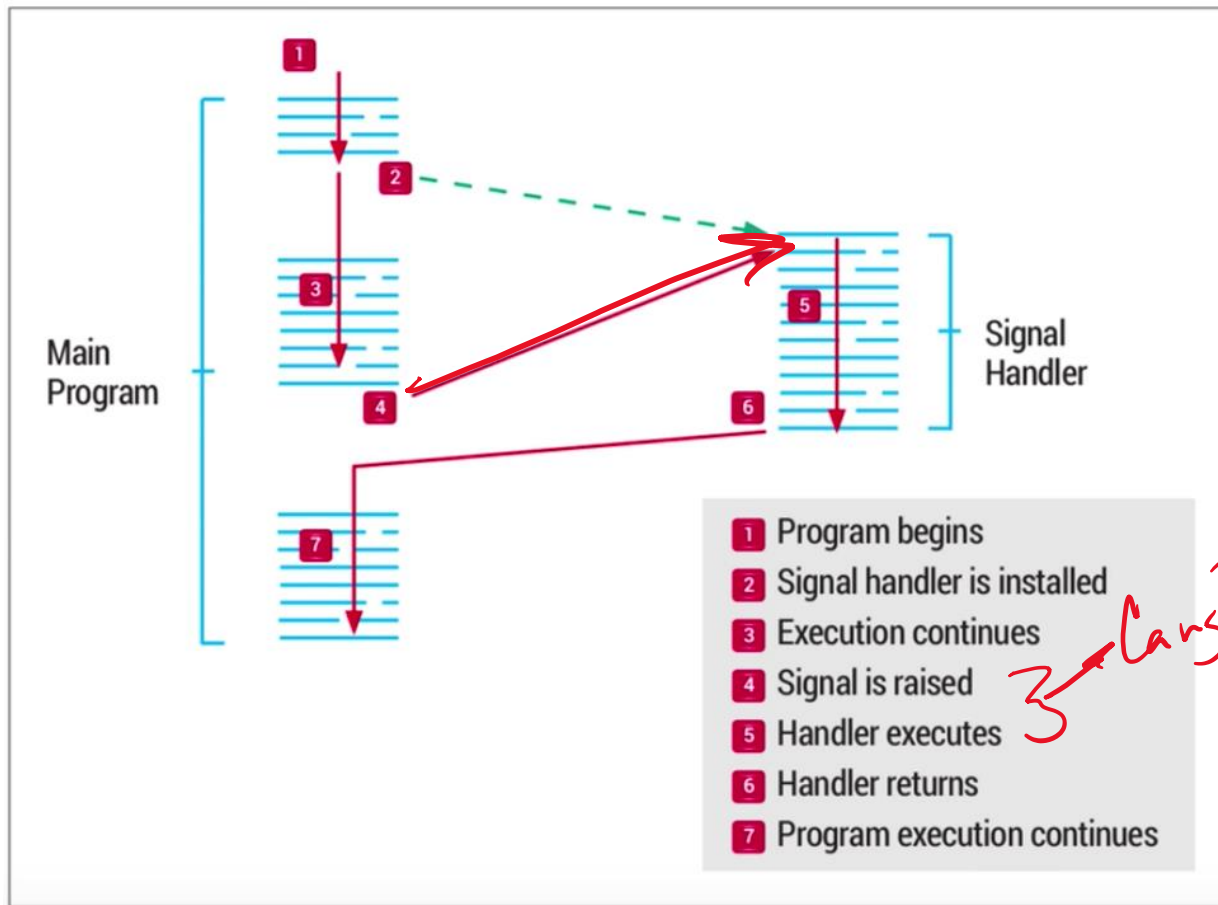 1
2
3
Main
Program
4
5
Signal
Handler
6
7
1 Program begins
2 Signal handler is installed
3 Execution continues
4 Signal is raised
5 Handler executes
6 Handler returns
7 Program execution continues